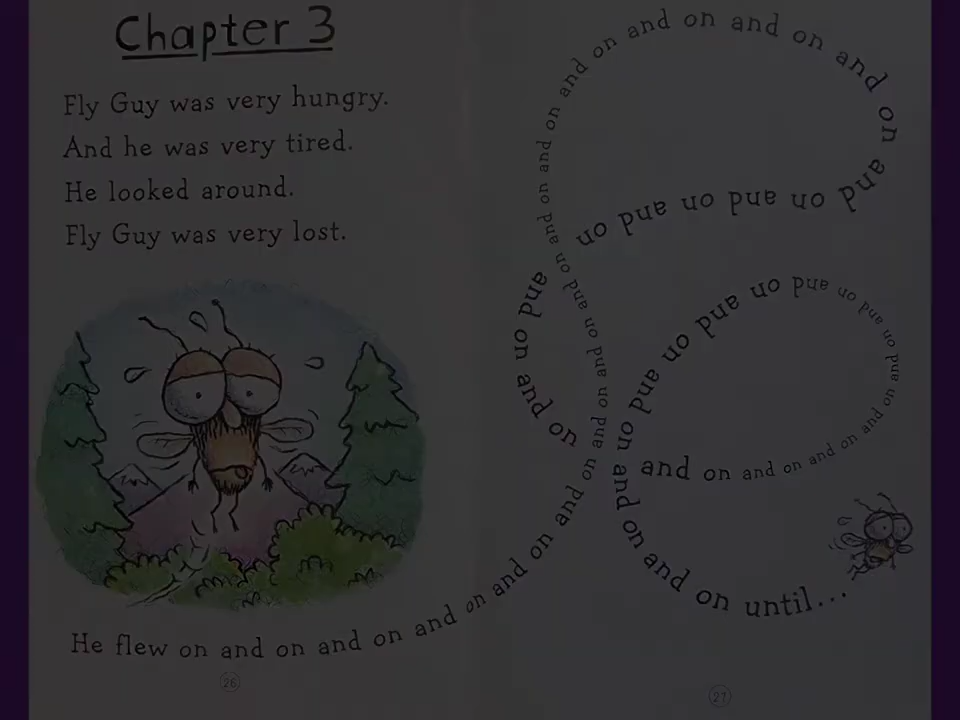 Chapter 3
Fly Guy was very hungry.
And he was very tired.
He looked around.
Fly Guy was very lost.
He flew on and on and on and on and on and on and on and on and on and on and on and on and on and on and on and on and on and on and on and on and on and on and on and on and on and on and on and on and on and on and on until...
26
27